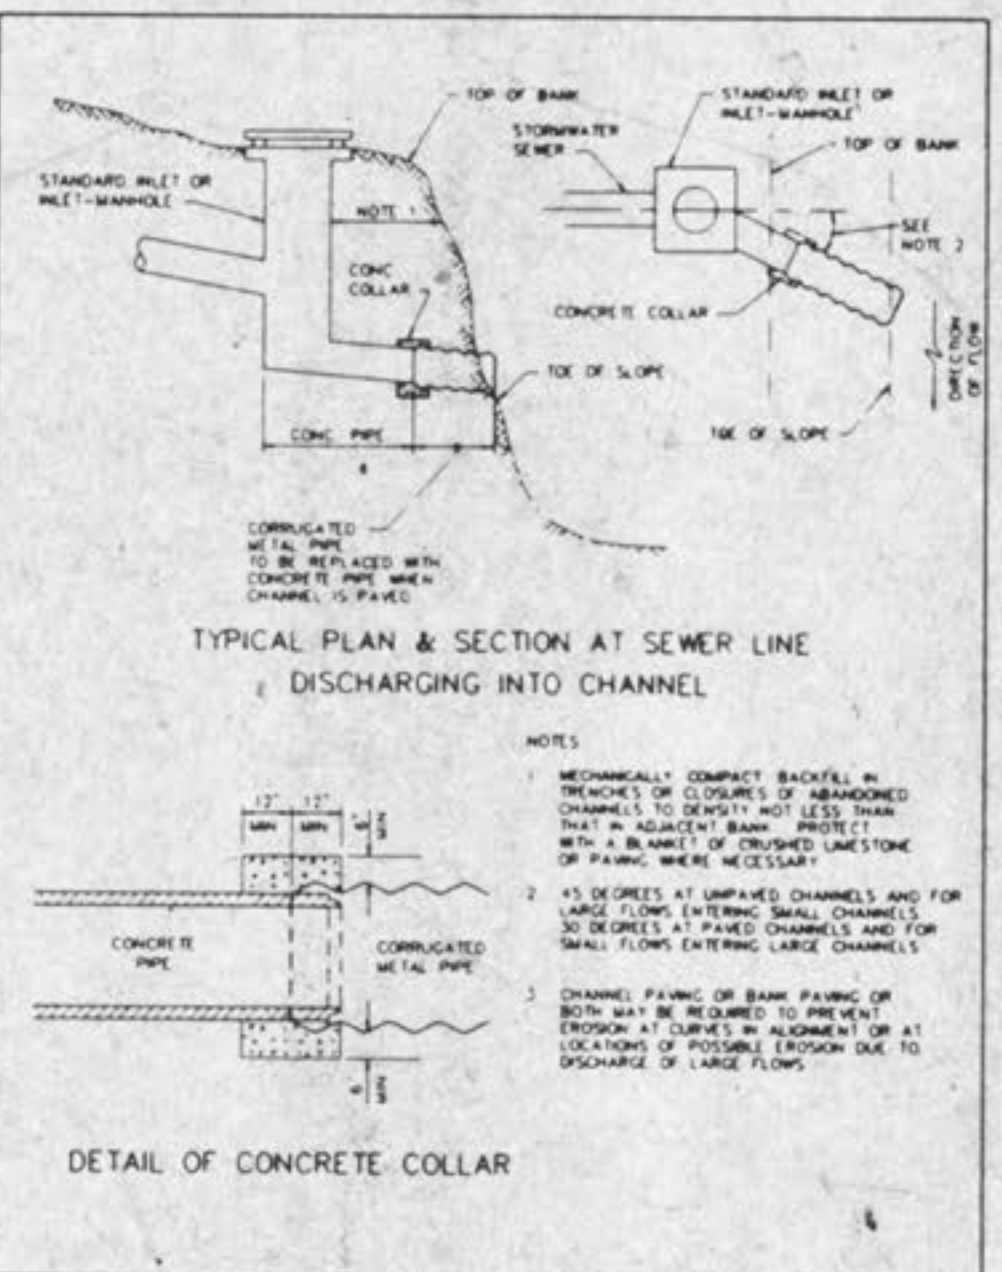 TOP OF BANK
STANDARD INLET OR
INLET-MANHOLE
NOTE 1
CONC
COLLAR
TOE OF SLOPE
CONC PIPE
CORRUGATED
METAL PIPE
TO BE REPLACED WITH
CONCRETE PIPE WHEN
CHANNEL IS PAVED
STANDARD INLET OR
INLET-MANHOLE
STORMWATER
SEWER
TOP OF BANK
SEE
NOTE 2
CONCRETE COLLAR
DIRECTION
OF FLOW
TOE OF SLOPE
TYPICAL PLAN & SECTION AT SEWER LINE
DISCHARGING INTO CHANNEL
NOTES
1 MECHANICALLY COMPACT BACKFILL IN
TRENCHES OR CLOSURES OF ABANDONED
CHANNELS TO DENSITY NOT LESS THAN
THAT IN ADJACENT BANK PROTECT
WITH A BLANKET OF CRUSHED LIMESTONE
OR PAVING WHERE NECESSARY
2 45 DEGREES AT UNPAVED CHANNELS AND FOR
LARGE FLOWS ENTERING SMALL CHANNELS
30 DEGREES AT PAVED CHANNELS AND FOR
SMALL FLOWS ENTERING LARGE CHANNELS
3 CHANNEL PAVING OR BANK PAVING OR
BOTH MAY BE REQUIRED TO PREVENT
EROSION AT CURVES IN ALIGNMENT OR AT
LOCATIONS OF POSSIBLE EROSION DUE TO
DISCHARGE OF LARGE FLOWS
12" 12"
MIN MIN
6"
MIN
CONCRETE
PIPE
CORRUGATED
METAL PIPE
6"
MIN
DETAIL OF CONCRETE COLLAR